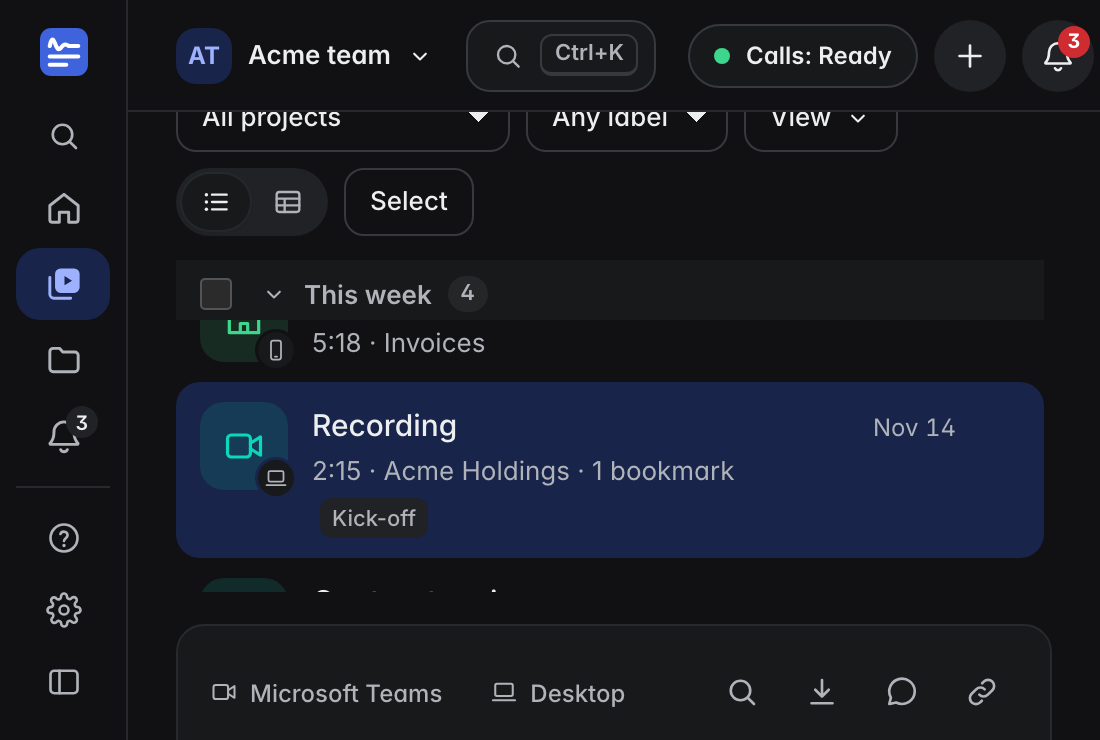 AT Acme team Ctrl+K Calls: Ready 3
All projects Any label View
Select
This week 4
5:18 · Invoices
Recording Nov 14
3
2:15 · Acme Holdings · 1 bookmark
Kick-off
Microsoft Teams Desktop